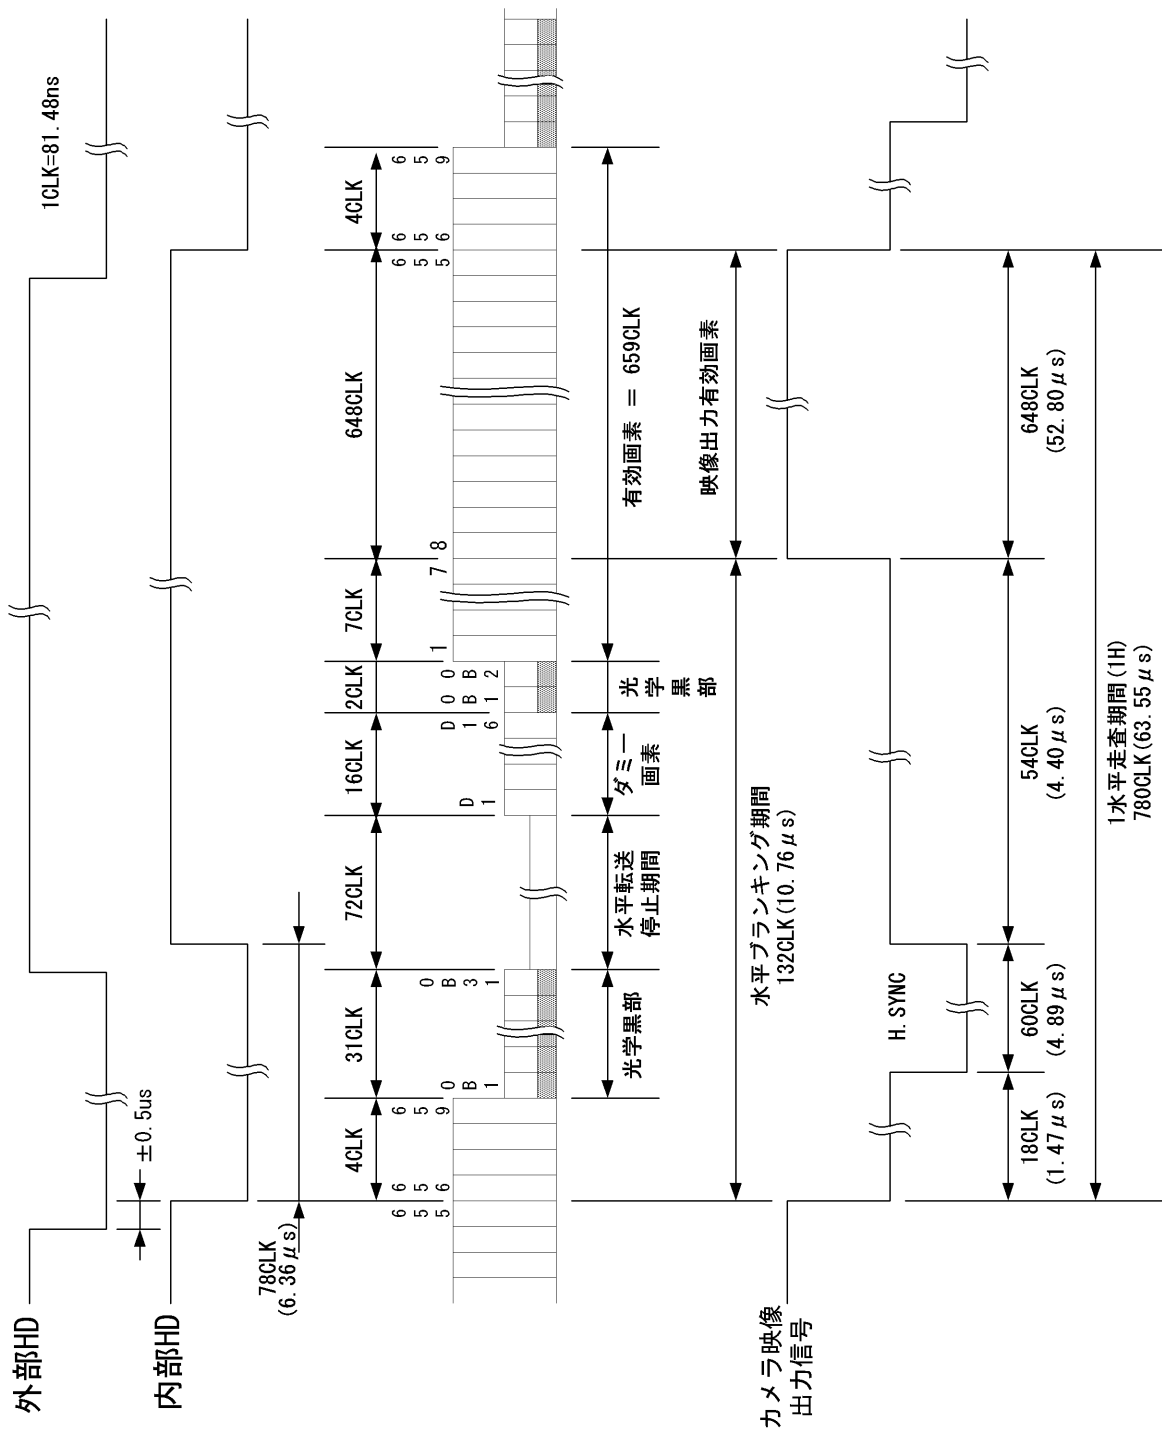 1CLK=81.48ns
外部HD
±0.5us
内部HD
78CLK
(6.36μs)
4CLK
31CLK
72CLK
16CLK
2CLK
7CLK
648CLK
4CLK
655
656
659
OB1
OB31
D1
D16
OB1
OB2
1
7
8
655
656
659
光学黒部
水平転送
停止期間
ダミー
画素
光学黒部
有効画素 = 659CLK
水平ブランキング期間
132CLK(10.76μs)
映像出力有効画素
カメラ映像
出力信号
H.SYNC
18CLK
(1.47μs)
60CLK
(4.89μs)
54CLK
(4.40μs)
648CLK
(52.80μs)
1水平走査期間(1H)
780CLK(63.55μs)